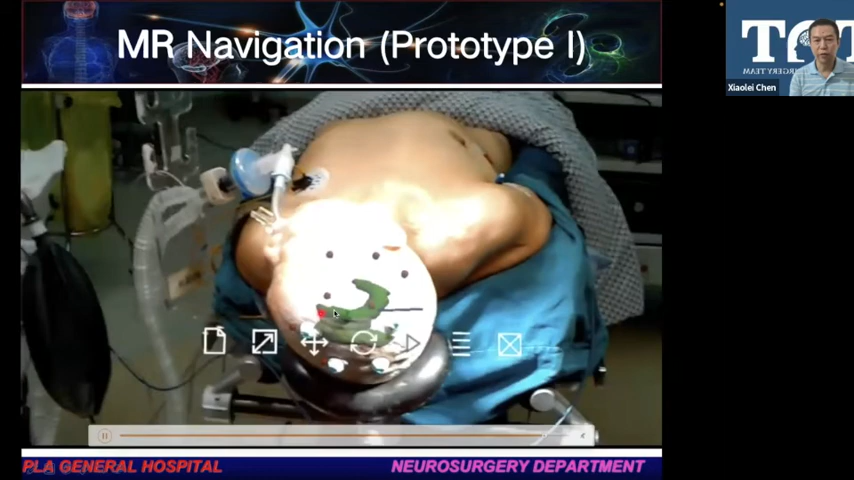 MR Navigation (Prototype I)
Xiaolei Chen
PLA GENERAL HOSPITAL
NEUROSURGERY DEPARTMENT